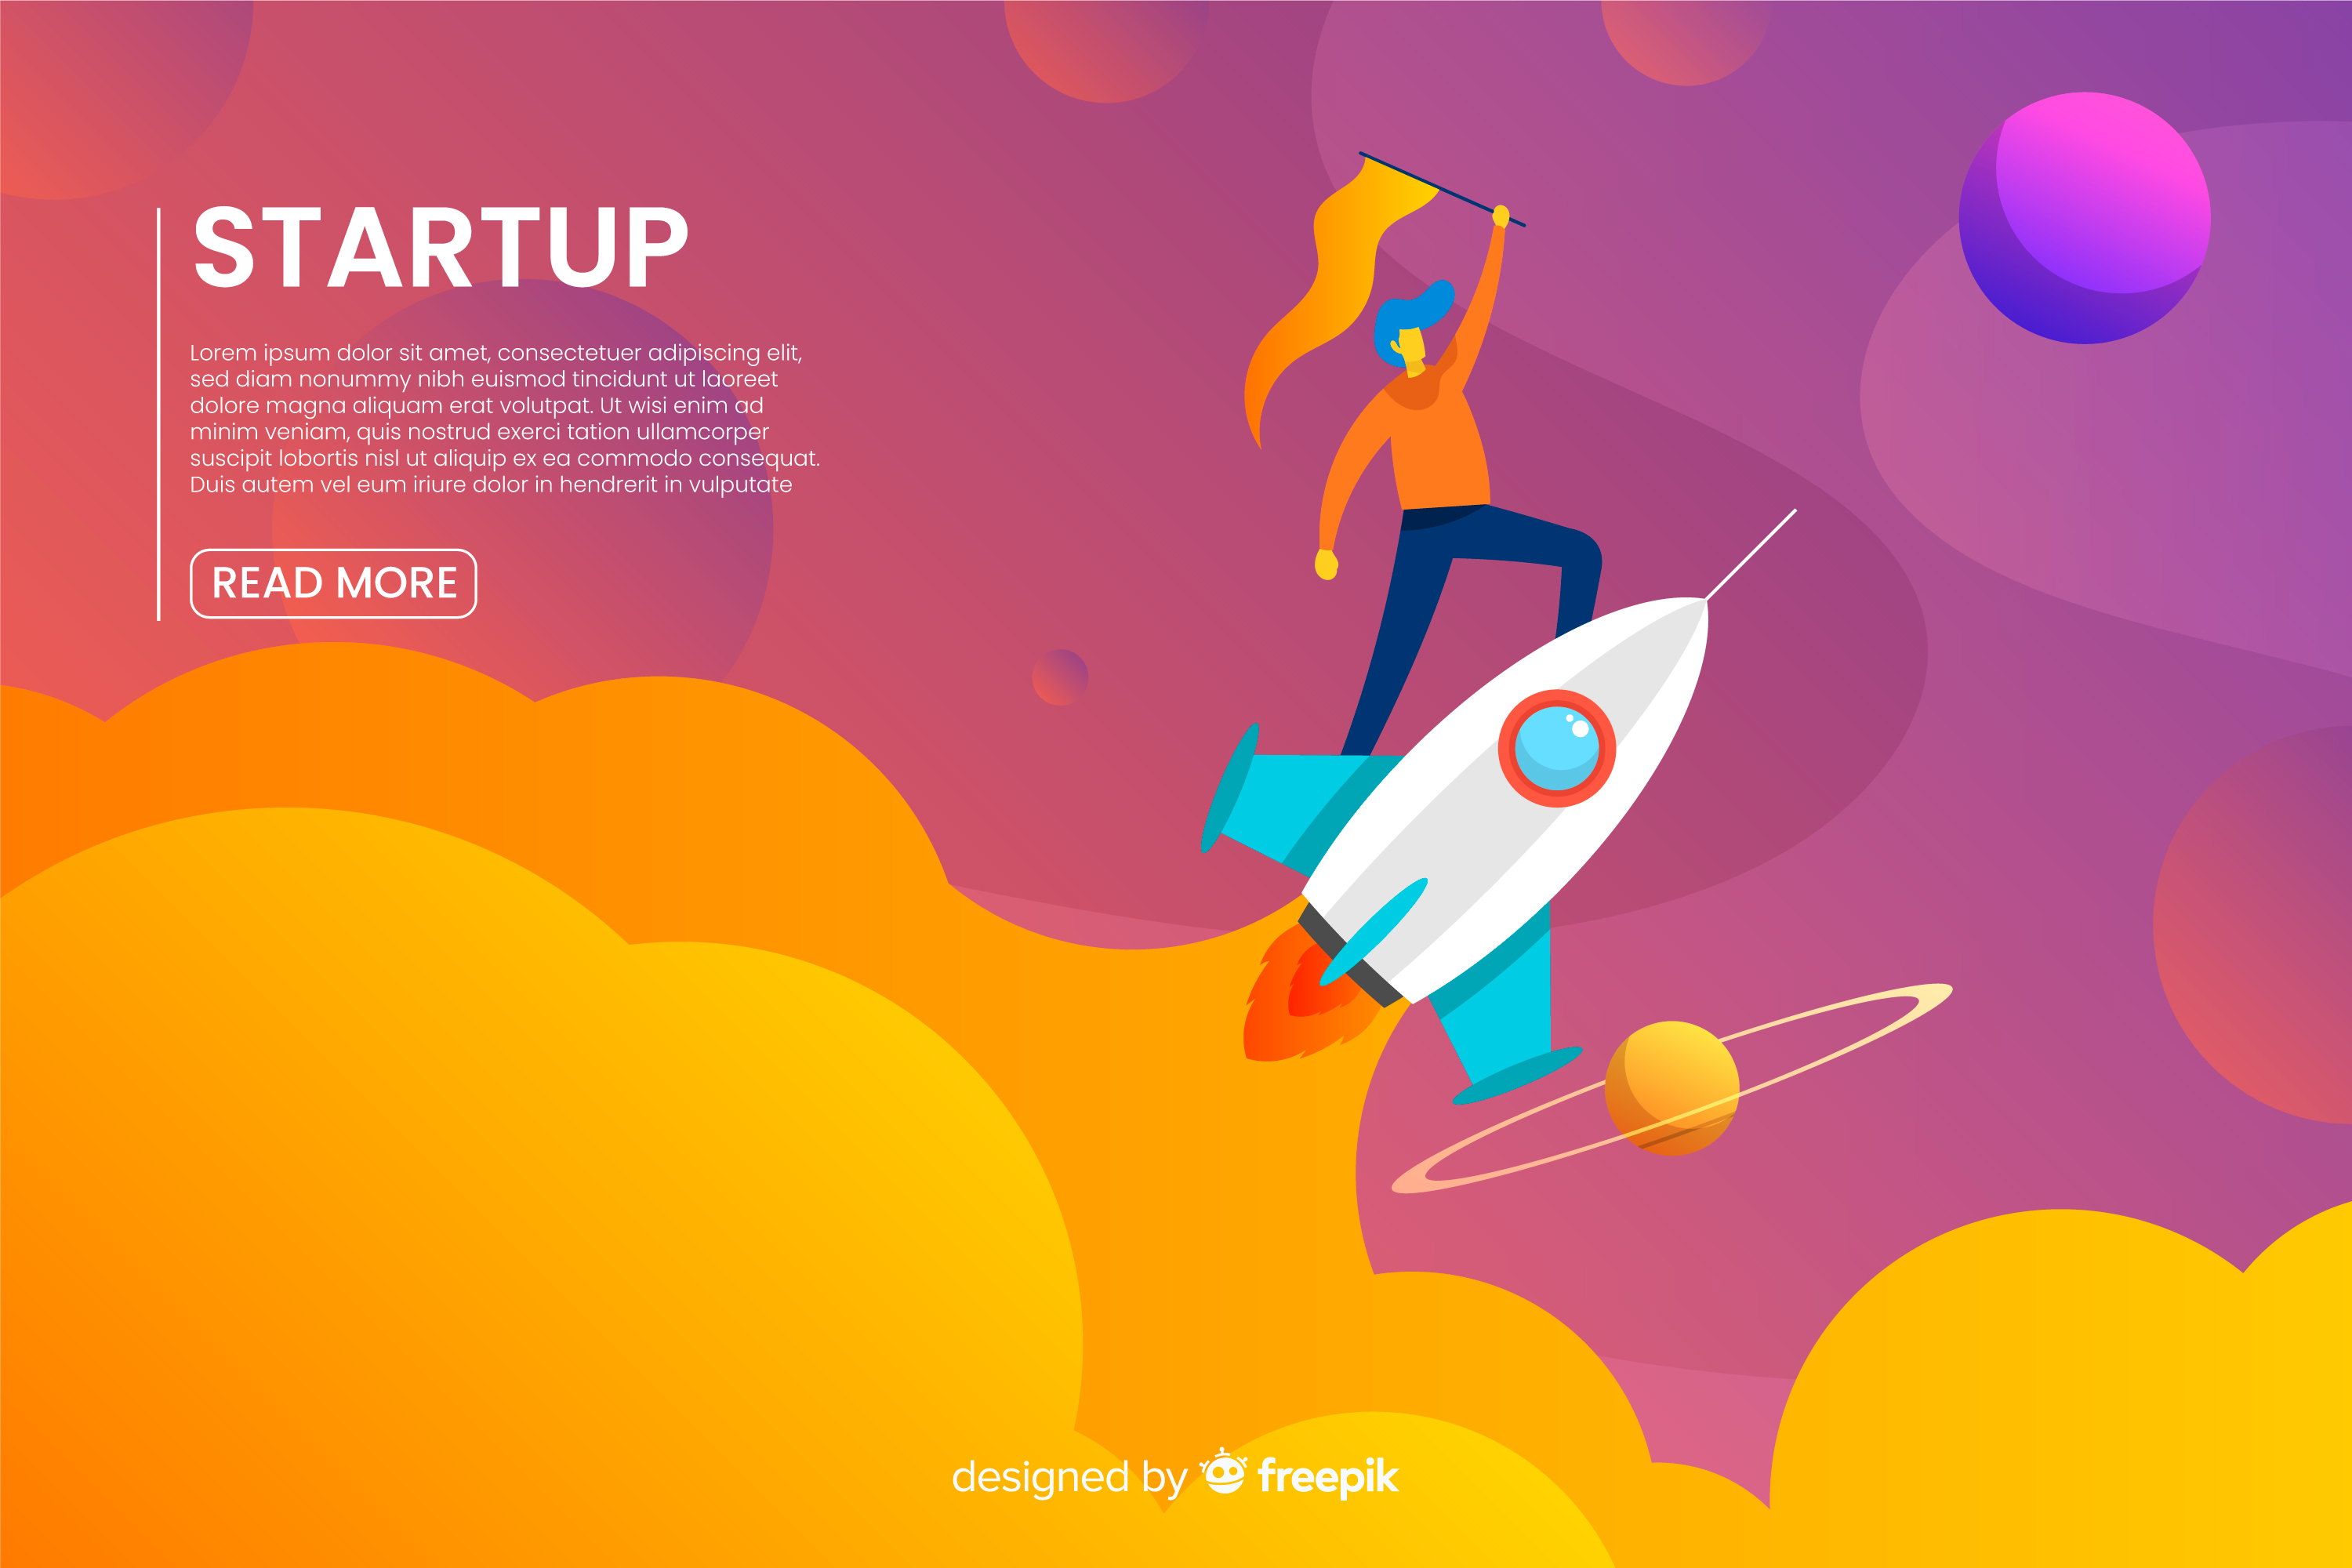 STARTUP
Lorem ipsum dolor sit amet, consectetuer adipiscing elit,
sed diam nonummy nibh euismod tincidunt ut laoreet
dolore magna aliquam erat volutpat. Ut wisi enim ad
minim veniam, quis nostrud exerci tation ullamcorper
suscipit lobortis nisl ut aliquip ex ea commodo consequat.
Duis autem vel eum iriure dolor in hendrerit in vulputate
READ MORE
designed by freepik